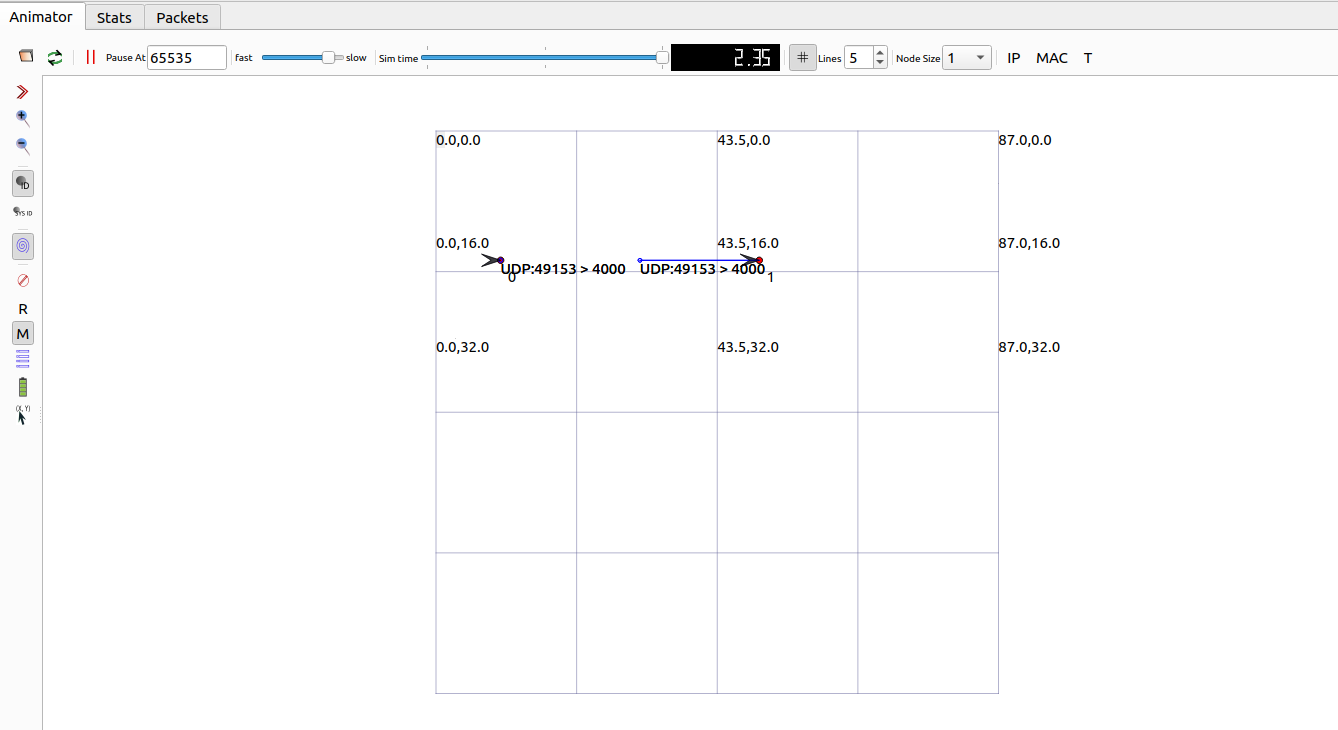 Animator Stats Packets
Pause At 65535 fast slow Sim time 2.35 # Lines 5 Node Size 1 IP MAC T
ID
SYS ID
R
M
(X, Y)
0.0,0.0 43.5,0.0 87.0,0.0
0.0,16.0 43.5,16.0 87.0,16.0
UDP:49153 > 4000 UDP:49153 > 4000
0 1
0.0,32.0 43.5,32.0 87.0,32.0